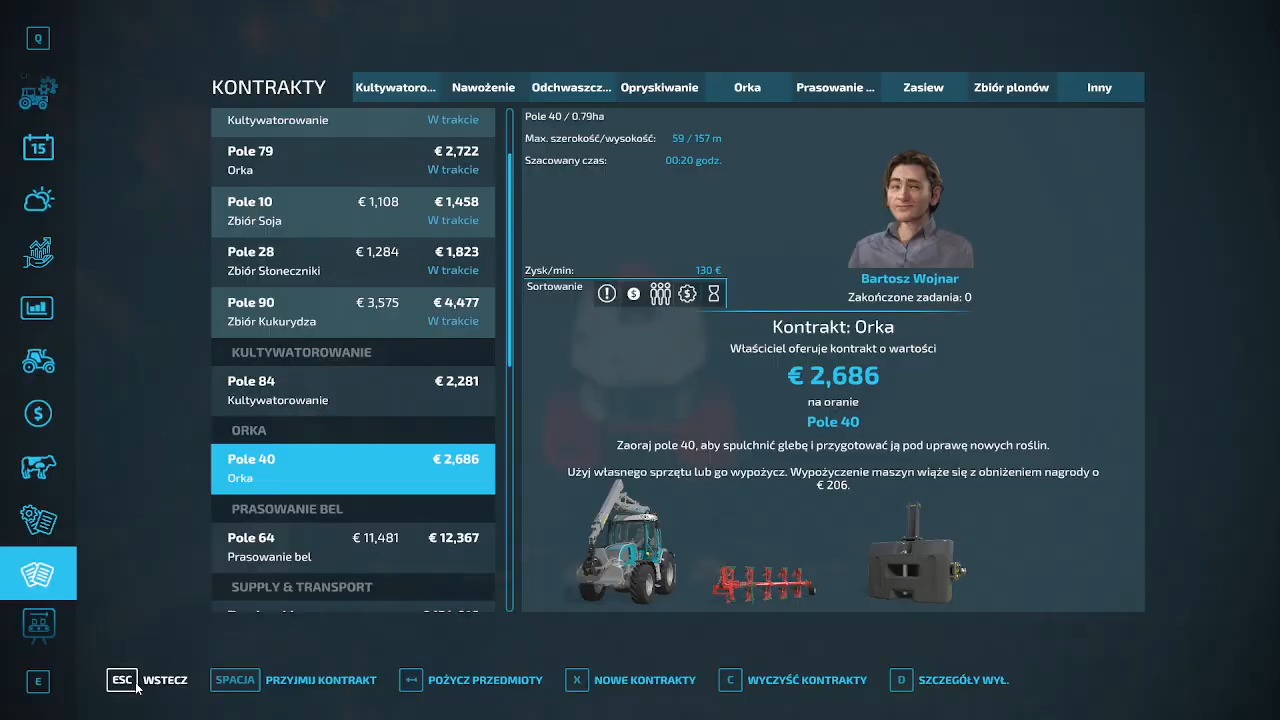 Q
KONTRAKTY
Kultywatoro... Nawożenie Odchwaszcz... Opryskiwanie Orka Prasowanie ... Zasiew Zbiór plonów Inny
15
Kultywatorowanie W trakcie
Pole 79 € 2,722
Orka W trakcie
Pole 10 € 1,108 € 1,458
Zbiór Soja W trakcie
Pole 28 € 1,284 € 1,823
Zbiór Słoneczniki W trakcie
Pole 90 € 3,575 € 4,477
Zbiór Kukurydza W trakcie
KULTYWATOROWANIE
Pole 84 € 2,281
Kultywatorowanie
ORKA
Pole 40 € 2,686
Orka
PRASOWANIE BEL
Pole 64 € 11,481 € 12,367
Prasowanie bel
SUPPLY & TRANSPORT
Pole 40 / 0.79ha
Max. szerokość/wysokość: 59 / 157 m
Szacowany czas: 00:20 godz.
Zysk/min: 130 €
Sortowanie
Bartosz Wojnar
Zakończone zadania: 0
Kontrakt: Orka
Właściciel oferuje kontrakt o wartości
€ 2,686
na oranie
Pole 40
Zaoraj pole 40, aby spulchnić glebę i przygotować ją pod uprawę nowych roślin.
Użyj własnego sprzętu lub go wypożycz. Wypożyczenie maszyn wiąże się z obniżeniem nagrody o
€ 206.
E
ESC WSTECZ SPACJA PRZYJMIJ KONTRAKT POŻYCZ PRZEDMIOTY X NOWE KONTRAKTY C WYCZYŚĆ KONTRAKTY D SZCZEGÓŁY WYŁ.